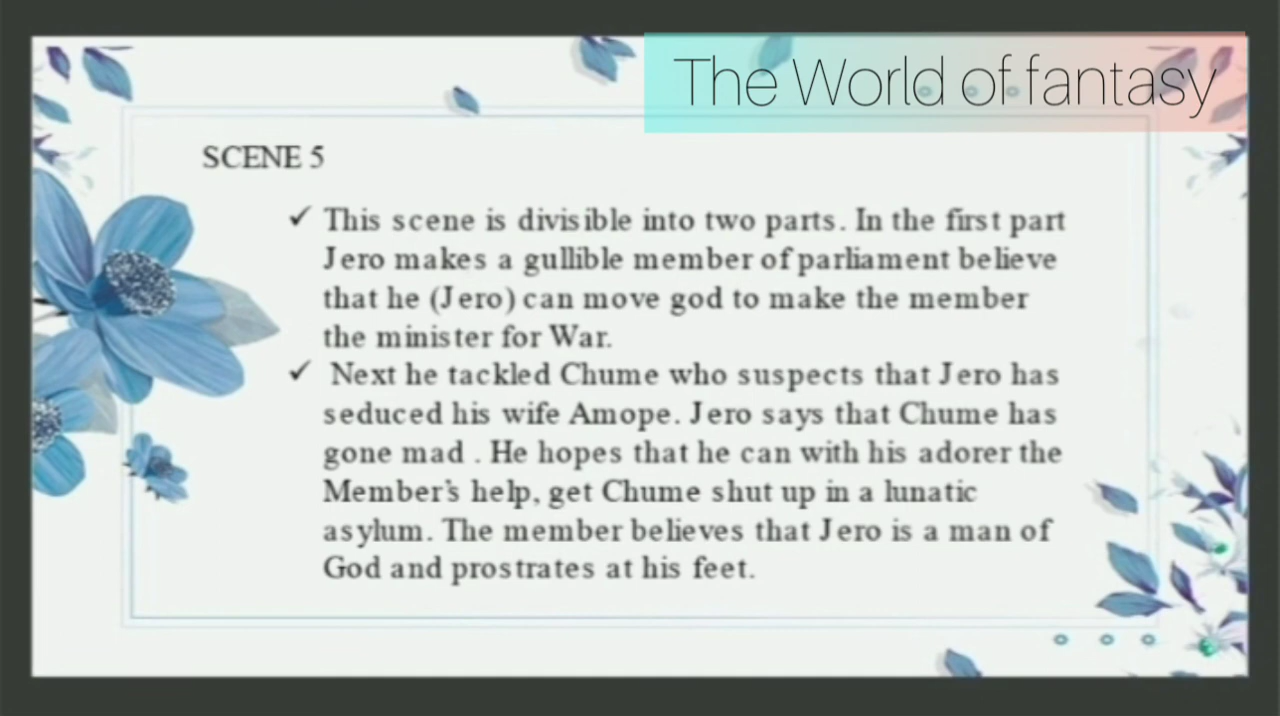 The World of fantasy
SCENE 5
✓ This scene is divisible into two parts. In the first part
Jero makes a gullible member of parliament believe
that he (Jero) can move god to make the member
the minister for War.
✓ Next he tackled Chume who suspects that Jero has
seduced his wife Amope. Jero says that Chume has
gone mad . He hopes that he can with his adorer the
Member's help, get Chume shut up in a lunatic
asylum. The member believes that Jero is a man of
God and prostrates at his feet.